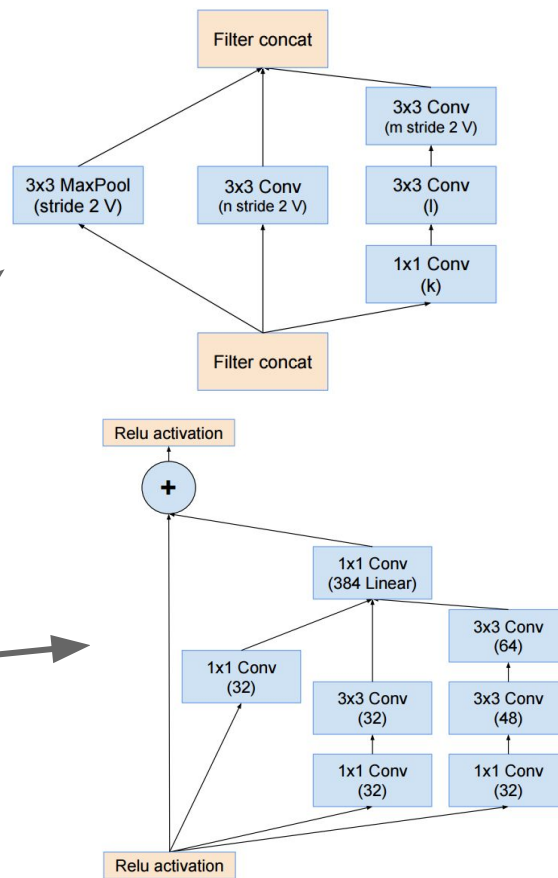 Filter concat
3x3 Conv
(m stride 2 V)
3x3 MaxPool
(stride 2 V)
3x3 Conv
(n stride 2 V)
3x3 Conv
(l)
1x1 Conv
(k)
Filter concat
Relu activation
+
1x1 Conv
(384 Linear)
3x3 Conv
(64)
1x1 Conv
(32)
3x3 Conv
(32)
3x3 Conv
(48)
1x1 Conv
(32)
1x1 Conv
(32)
Relu activation